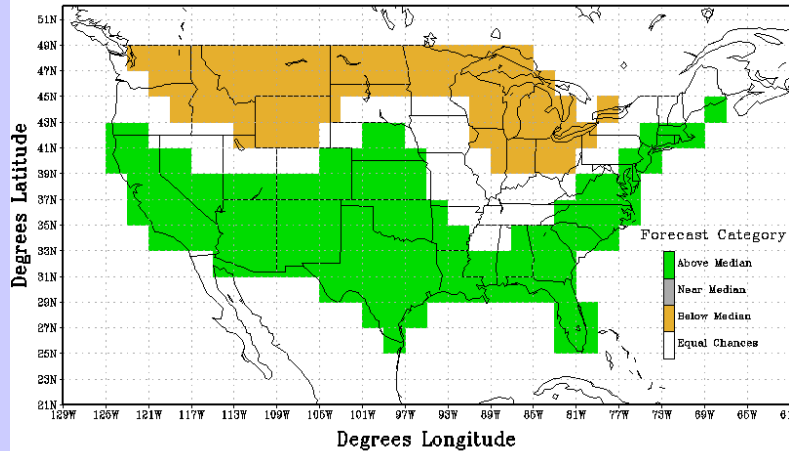 51N
49N
47N
45N
43N
41N
39N
37N
35N
33N
31N
29N
27N
25N
23N
21N
Degrees Latitude
Forecast Category
Above Median
Near Median
Below Median
Equal Chances
129W 125W 121W 117W 113W 109W 105W 101W 97W 93W 89W 85W 81W 77W 73W 69W 65W 61
Degrees Longitude